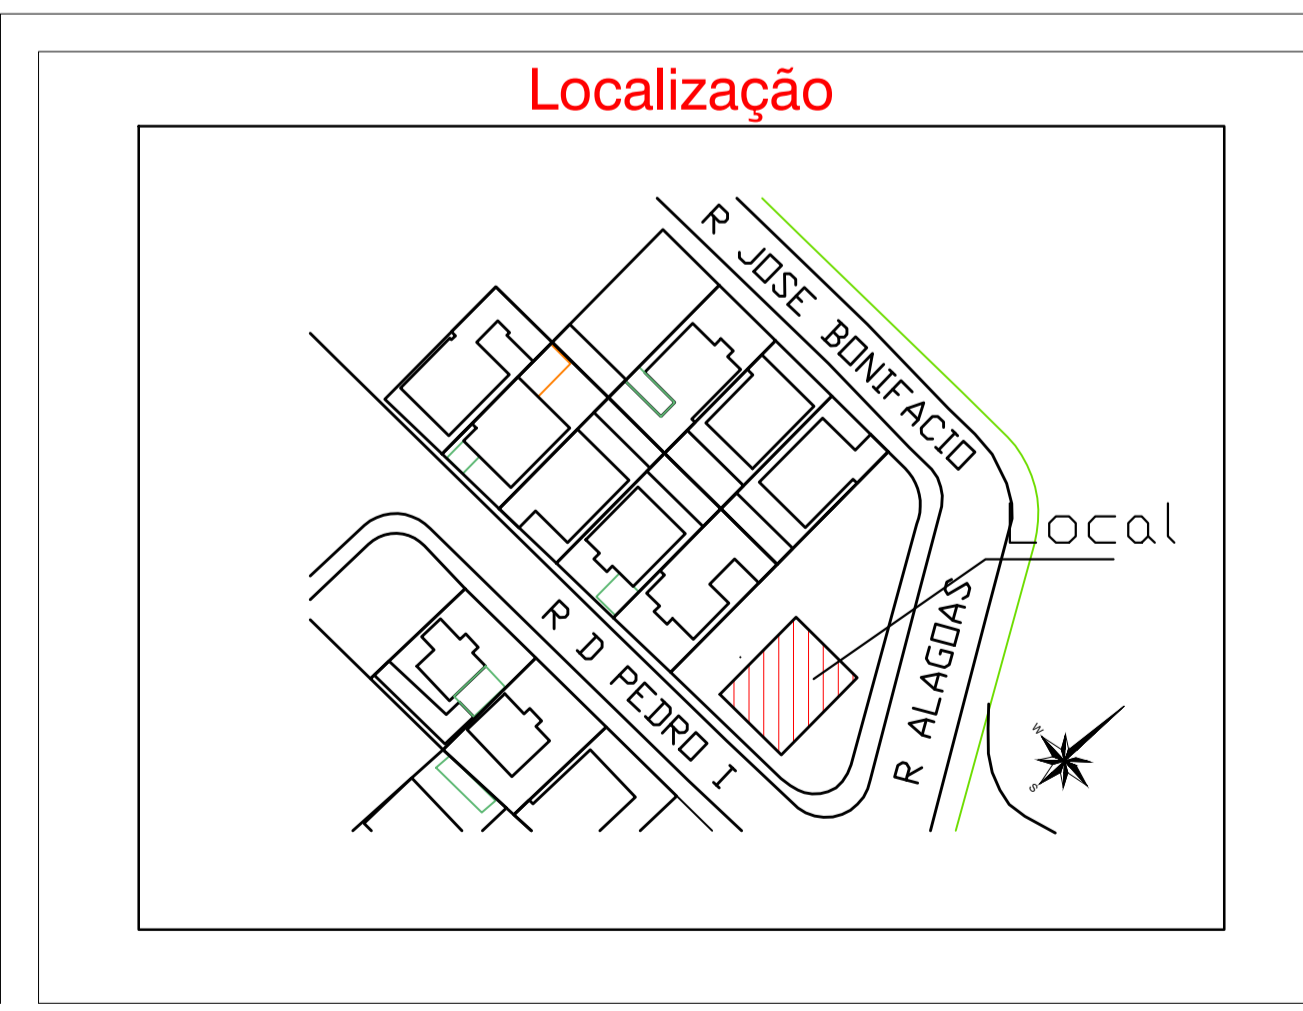 Localização
R JOSE BONIFACIO
Local
R ALAGOAS
R D PEDRO I
W
S